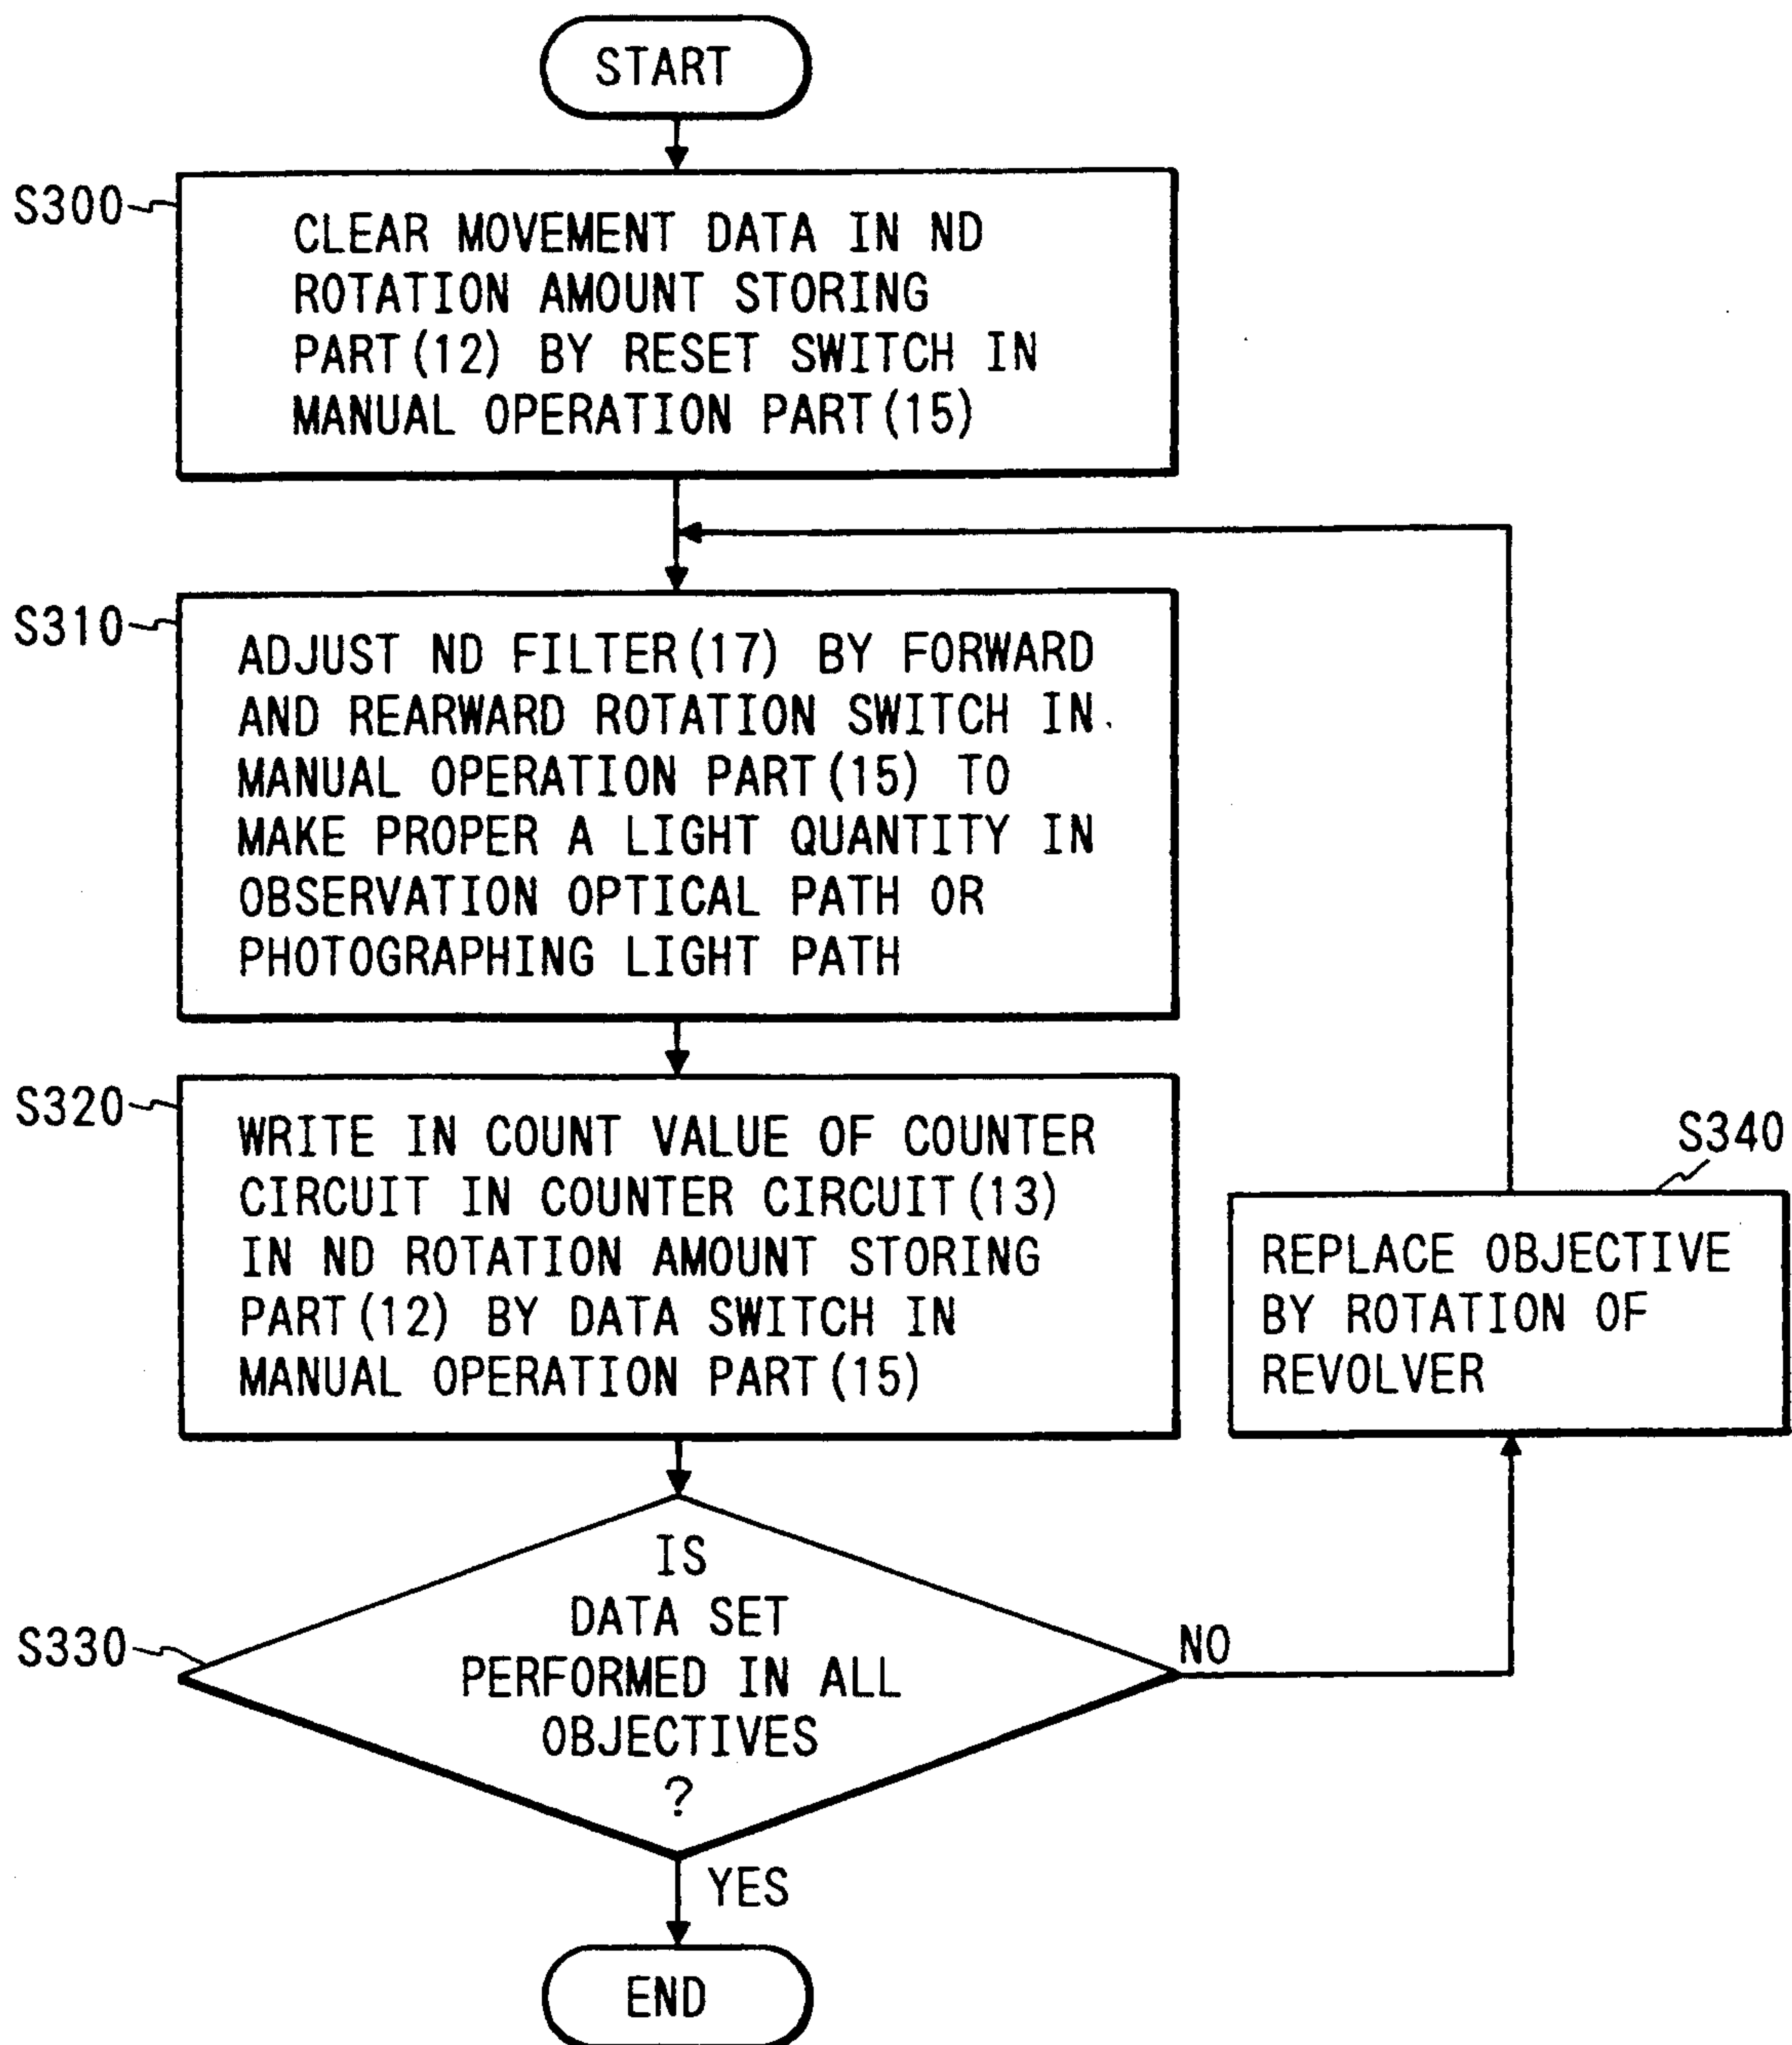 START
S300
CLEAR MOVEMENT DATA IN ND
ROTATION AMOUNT STORING
PART(12) BY RESET SWITCH IN
MANUAL OPERATION PART(15)
S310
ADJUST ND FILTER(17) BY FORWARD
AND REARWARD ROTATION SWITCH IN
MANUAL OPERATION PART(15) TO
MAKE PROPER A LIGHT QUANTITY IN
OBSERVATION OPTICAL PATH OR
PHOTOGRAPHING LIGHT PATH
S320
WRITE IN COUNT VALUE OF COUNTER
CIRCUIT IN COUNTER CIRCUIT(13)
IN ND ROTATION AMOUNT STORING
PART(12) BY DATA SWITCH IN
MANUAL OPERATION PART(15)
S340
REPLACE OBJECTIVE
BY ROTATION OF
REVOLVER
S330
IS
DATA SET
PERFORMED IN ALL
OBJECTIVES
?
NO
YES
END